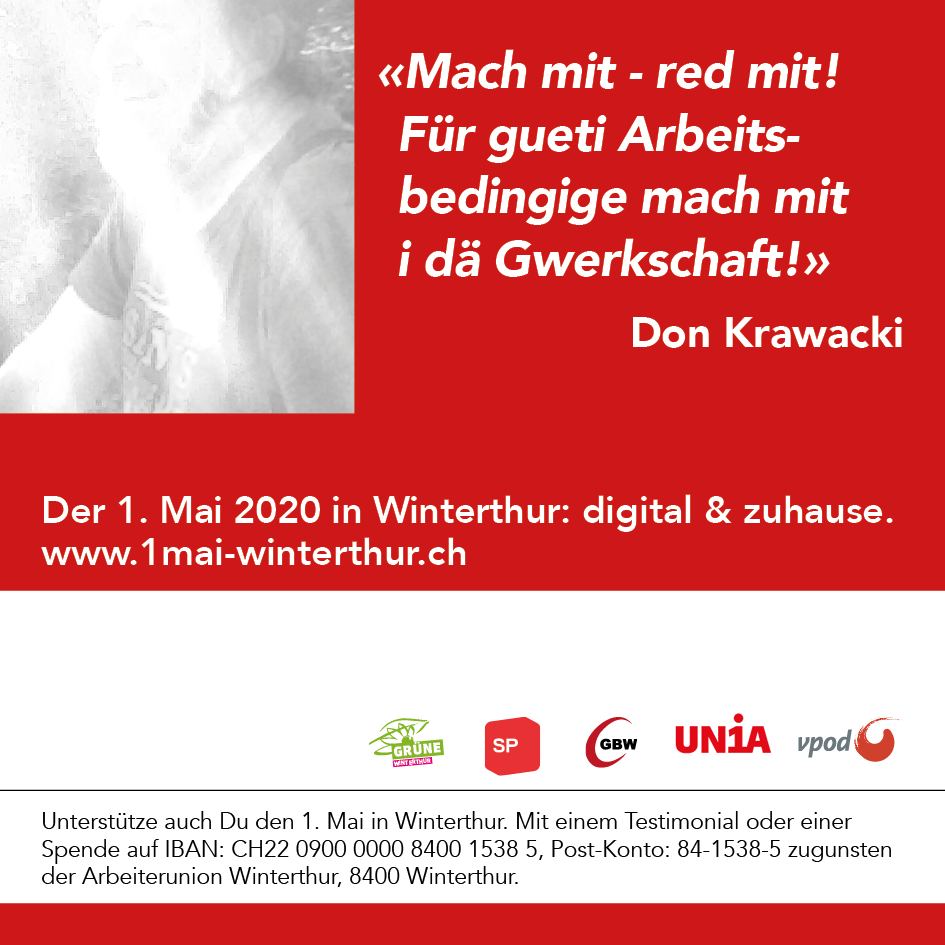 «Mach mit - red mit!
Für gueti Arbeits-
bedingige mach mit
i dä Gwerkschaft!»
Don Krawacki
Der 1. Mai 2020 in Winterthur: digital & zuhause.
www.1mai-winterthur.ch
GRÜNE
WINTERTHUR
SP
GBW
UNiA
vpod
Unterstütze auch Du den 1. Mai in Winterthur. Mit einem Testimonial oder einer
Spende auf IBAN: CH22 0900 0000 8400 1538 5, Post-Konto: 84-1538-5 zugunsten
der Arbeiterunion Winterthur, 8400 Winterthur.